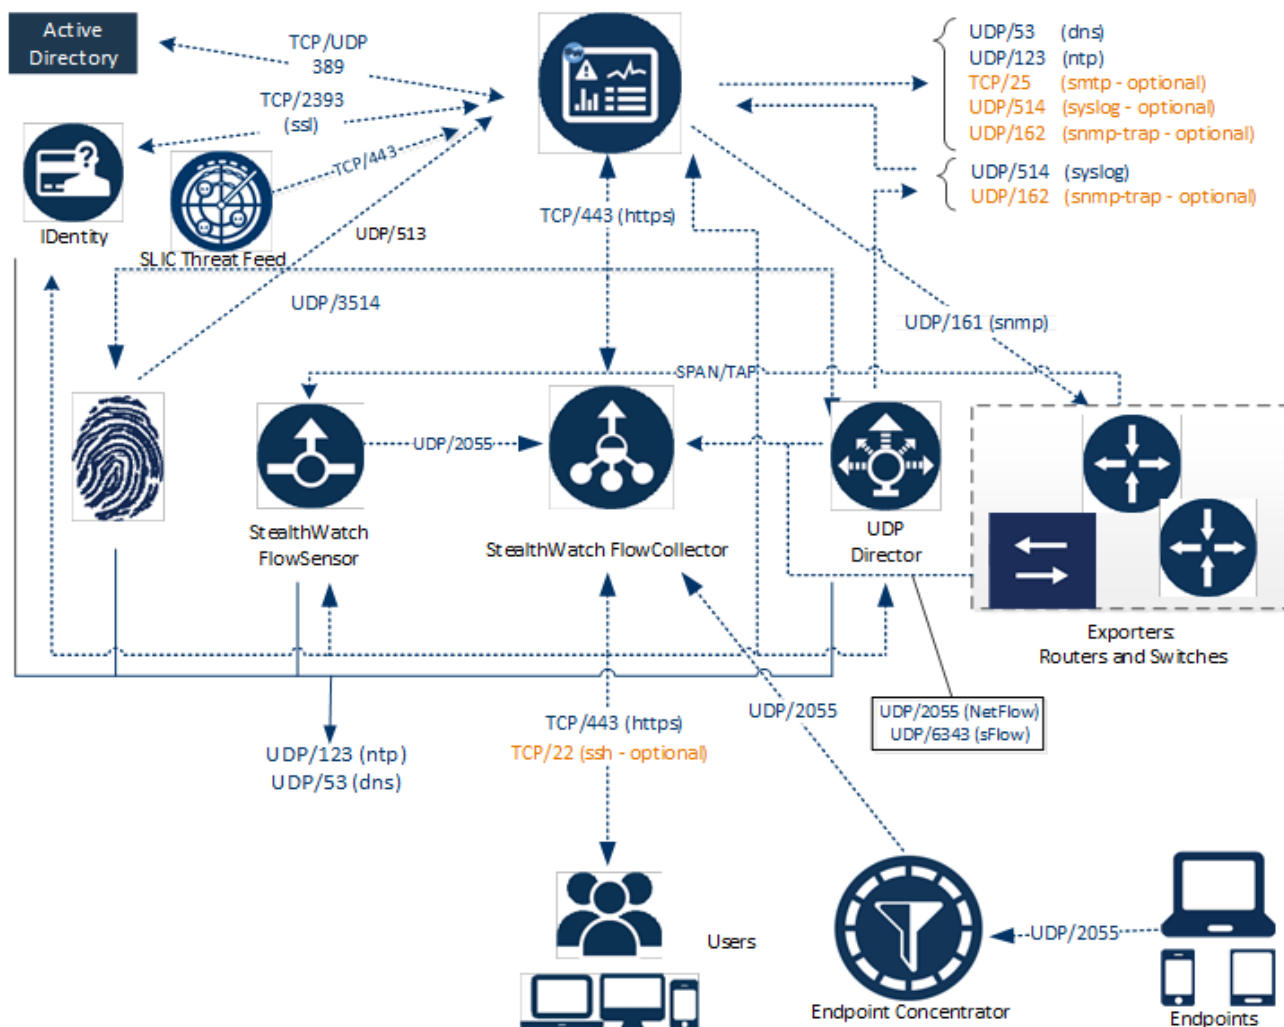 Active
Directory
TCP/UDP
389
TCP/2393
(ssl)
TCP/443
IDentity
SLIC Threat Feed
UDP/513
UDP/3514
TCP/443 (https)
UDP/53 (dns)
UDP/123 (ntp)
TCP/25 (smtp - optional)
UDP/514 (syslog - optional)
UDP/162 (snmp-trap - optional)
UDP/514 (syslog)
UDP/162 (snmp-trap - optional)
UDP/161 (snmp)
SPAN/TAP
UDP/2055
StealthWatch
FlowSensor
StealthWatch FlowCollector
UDP
Director
Exporters:
Routers and Switches
UDP/2055 (NetFlow)
UDP/6343 (sFlow)
UDP/123 (ntp)
UDP/53 (dns)
TCP/443 (https)
TCP/22 (ssh - optional)
UDP/2055
Users
UDP/2055
Endpoint Concentrator
Endpoints